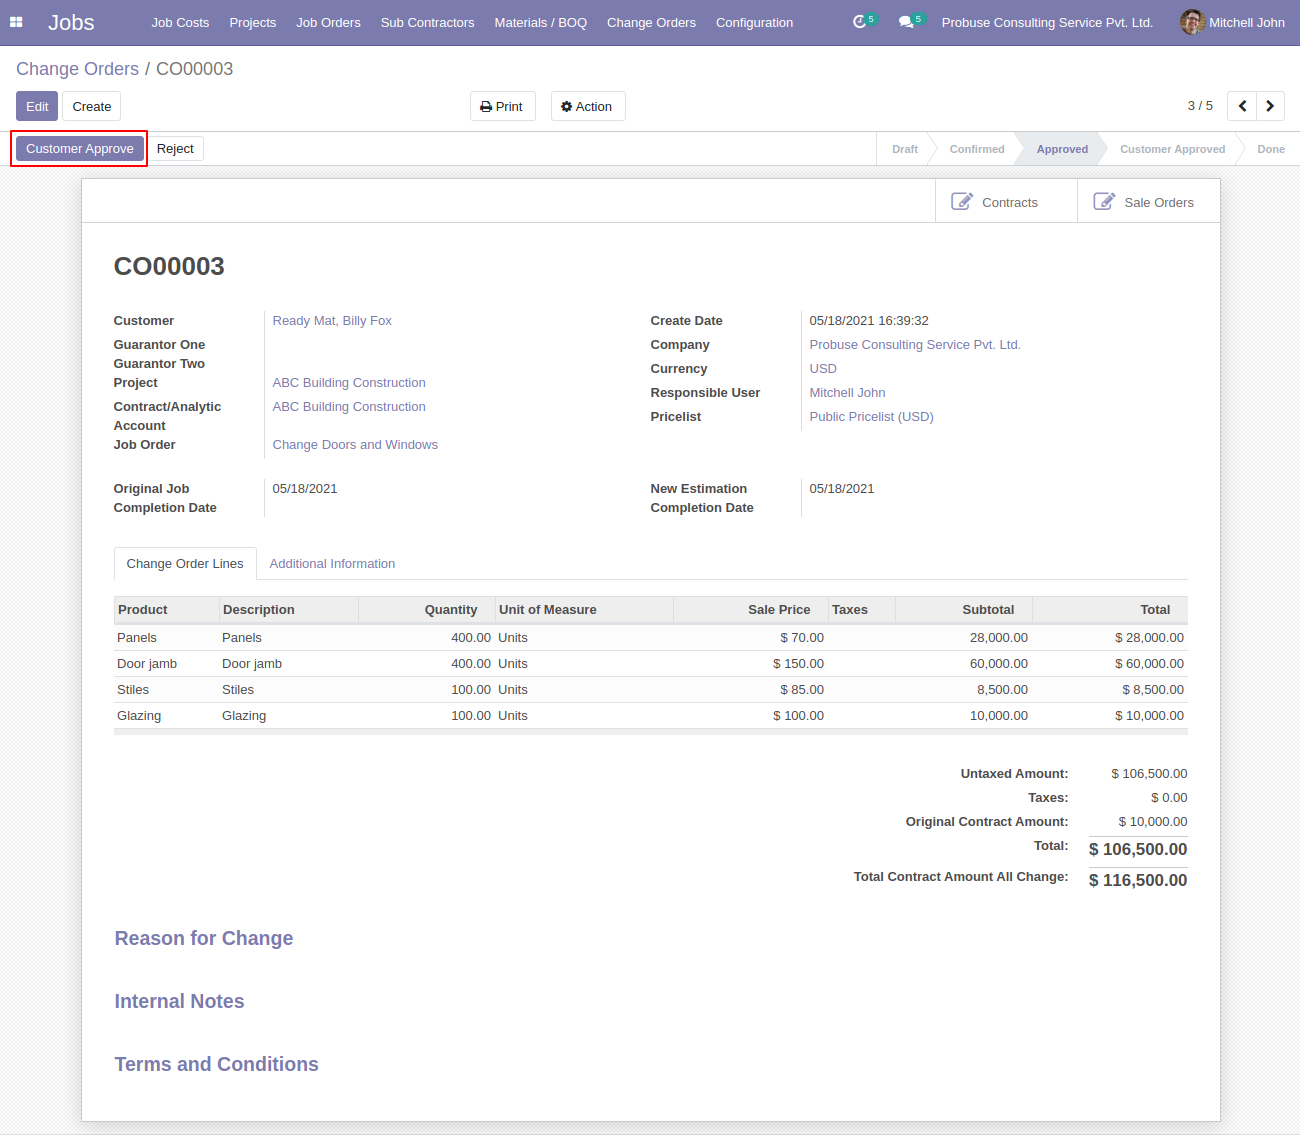 Jobs Job Costs Projects Job Orders Sub Contractors Materials / BOQ Change Orders Configuration 5 5 Probuse Consulting Service Pvt. Ltd. Mitchell John
Change Orders / CO00003
Edit Create Print Action 3 / 5
Customer Approve Reject Draft Confirmed Approved Customer Approved Done
Contracts Sale Orders
CO00003
Customer Ready Mat, Billy Fox Create Date 05/18/2021 16:39:32
Guarantor One Company Probuse Consulting Service Pvt. Ltd.
Guarantor Two Currency USD
Project ABC Building Construction Responsible User Mitchell John
Contract/Analytic ABC Building Construction Pricelist Public Pricelist (USD)
Account
Job Order Change Doors and Windows
Original Job 05/18/2021 New Estimation 05/18/2021
Completion Date Completion Date
Change Order Lines Additional Information
Product Description Quantity Unit of Measure Sale Price Taxes Subtotal Total
Panels Panels 400.00 Units $ 70.00 28,000.00 $ 28,000.00
Door jamb Door jamb 400.00 Units $ 150.00 60,000.00 $ 60,000.00
Stiles Stiles 100.00 Units $ 85.00 8,500.00 $ 8,500.00
Glazing Glazing 100.00 Units $ 100.00 10,000.00 $ 10,000.00
Untaxed Amount: $ 106,500.00
Taxes: $ 0.00
Original Contract Amount: $ 10,000.00
Total: $ 106,500.00
Total Contract Amount All Change: $ 116,500.00
Reason for Change
Internal Notes
Terms and Conditions